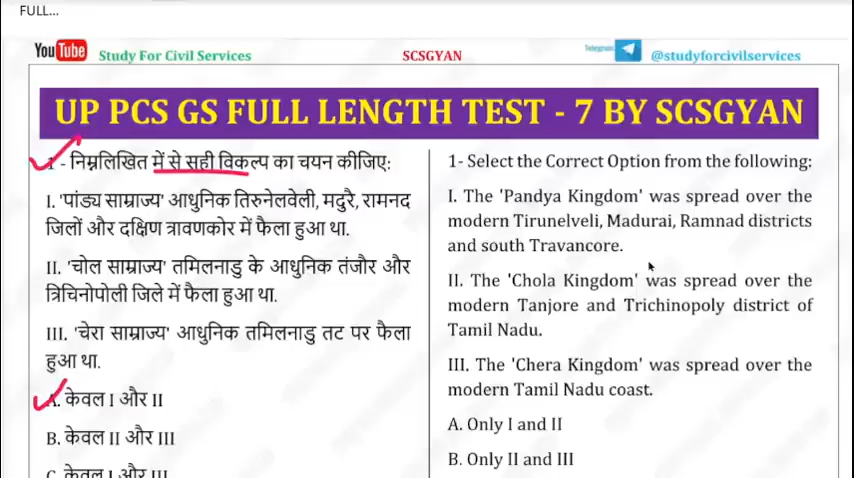 FULL...
YouTube Study For Civil Services SCSGYAN Telegram @studyforcivilservices
UP PCS GS FULL LENGTH TEST - 7 BY SCSGYAN
1 - निम्नलिखित में से सही विकल्प का चयन कीजिए:
I. 'पांड्य साम्राज्य' आधुनिक तिरुनेलवेली, मदुरै, रामनद
जिलों और दक्षिण त्रावणकोर में फैला हुआ था.
II. 'चोल साम्राज्य' तमिलनाडु के आधुनिक तंजौर और
त्रिचिनोपोली जिले में फैला हुआ था.
III. 'चेरा साम्राज्य' आधुनिक तमिलनाडु तट पर फैला
हुआ था.
A. केवल I और II
B. केवल II और III
C. केवल I और III
1- Select the Correct Option from the following:
I. The 'Pandya Kingdom' was spread over the
modern Tirunelveli, Madurai, Ramnad districts
and south Travancore.
II. The 'Chola Kingdom' was spread over the
modern Tanjore and Trichinopoly district of
Tamil Nadu.
III. The 'Chera Kingdom' was spread over the
modern Tamil Nadu coast.
A. Only I and II
B. Only II and III